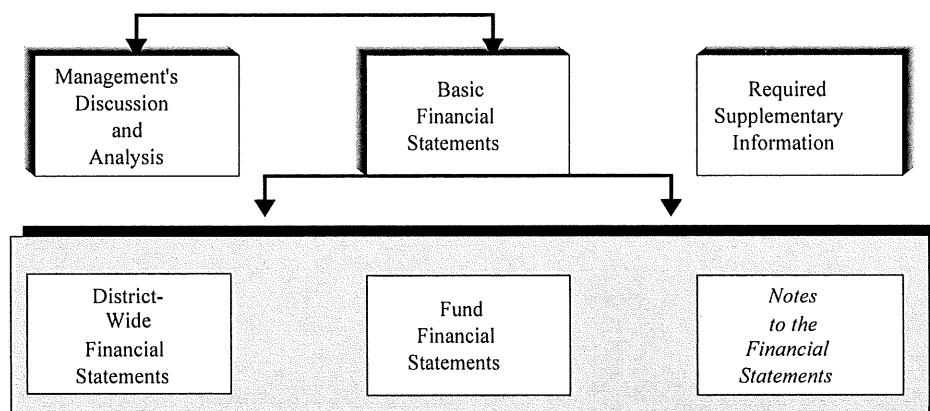 Management's
Discussion
and
Analysis
Basic
Financial
Statements
Required
Supplementary
Information
District-
Wide
Financial
Statements
Fund
Financial
Statements
Notes
to the
Financial
Statements